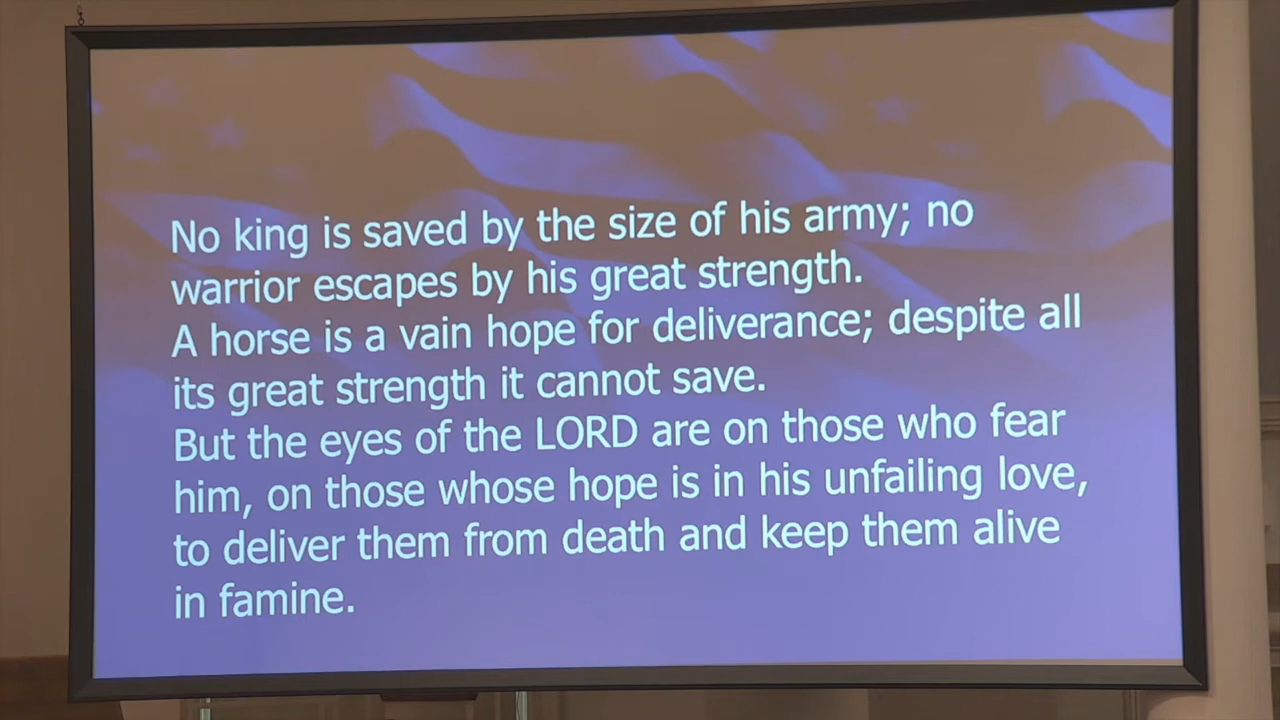 No king is saved by the size of his army; no
warrior escapes by his great strength.
A horse is a vain hope for deliverance; despite all
its great strength it cannot save.
But the eyes of the LORD are on those who fear
him, on those whose hope is in his unfailing love,
to deliver them from death and keep them alive
in famine.